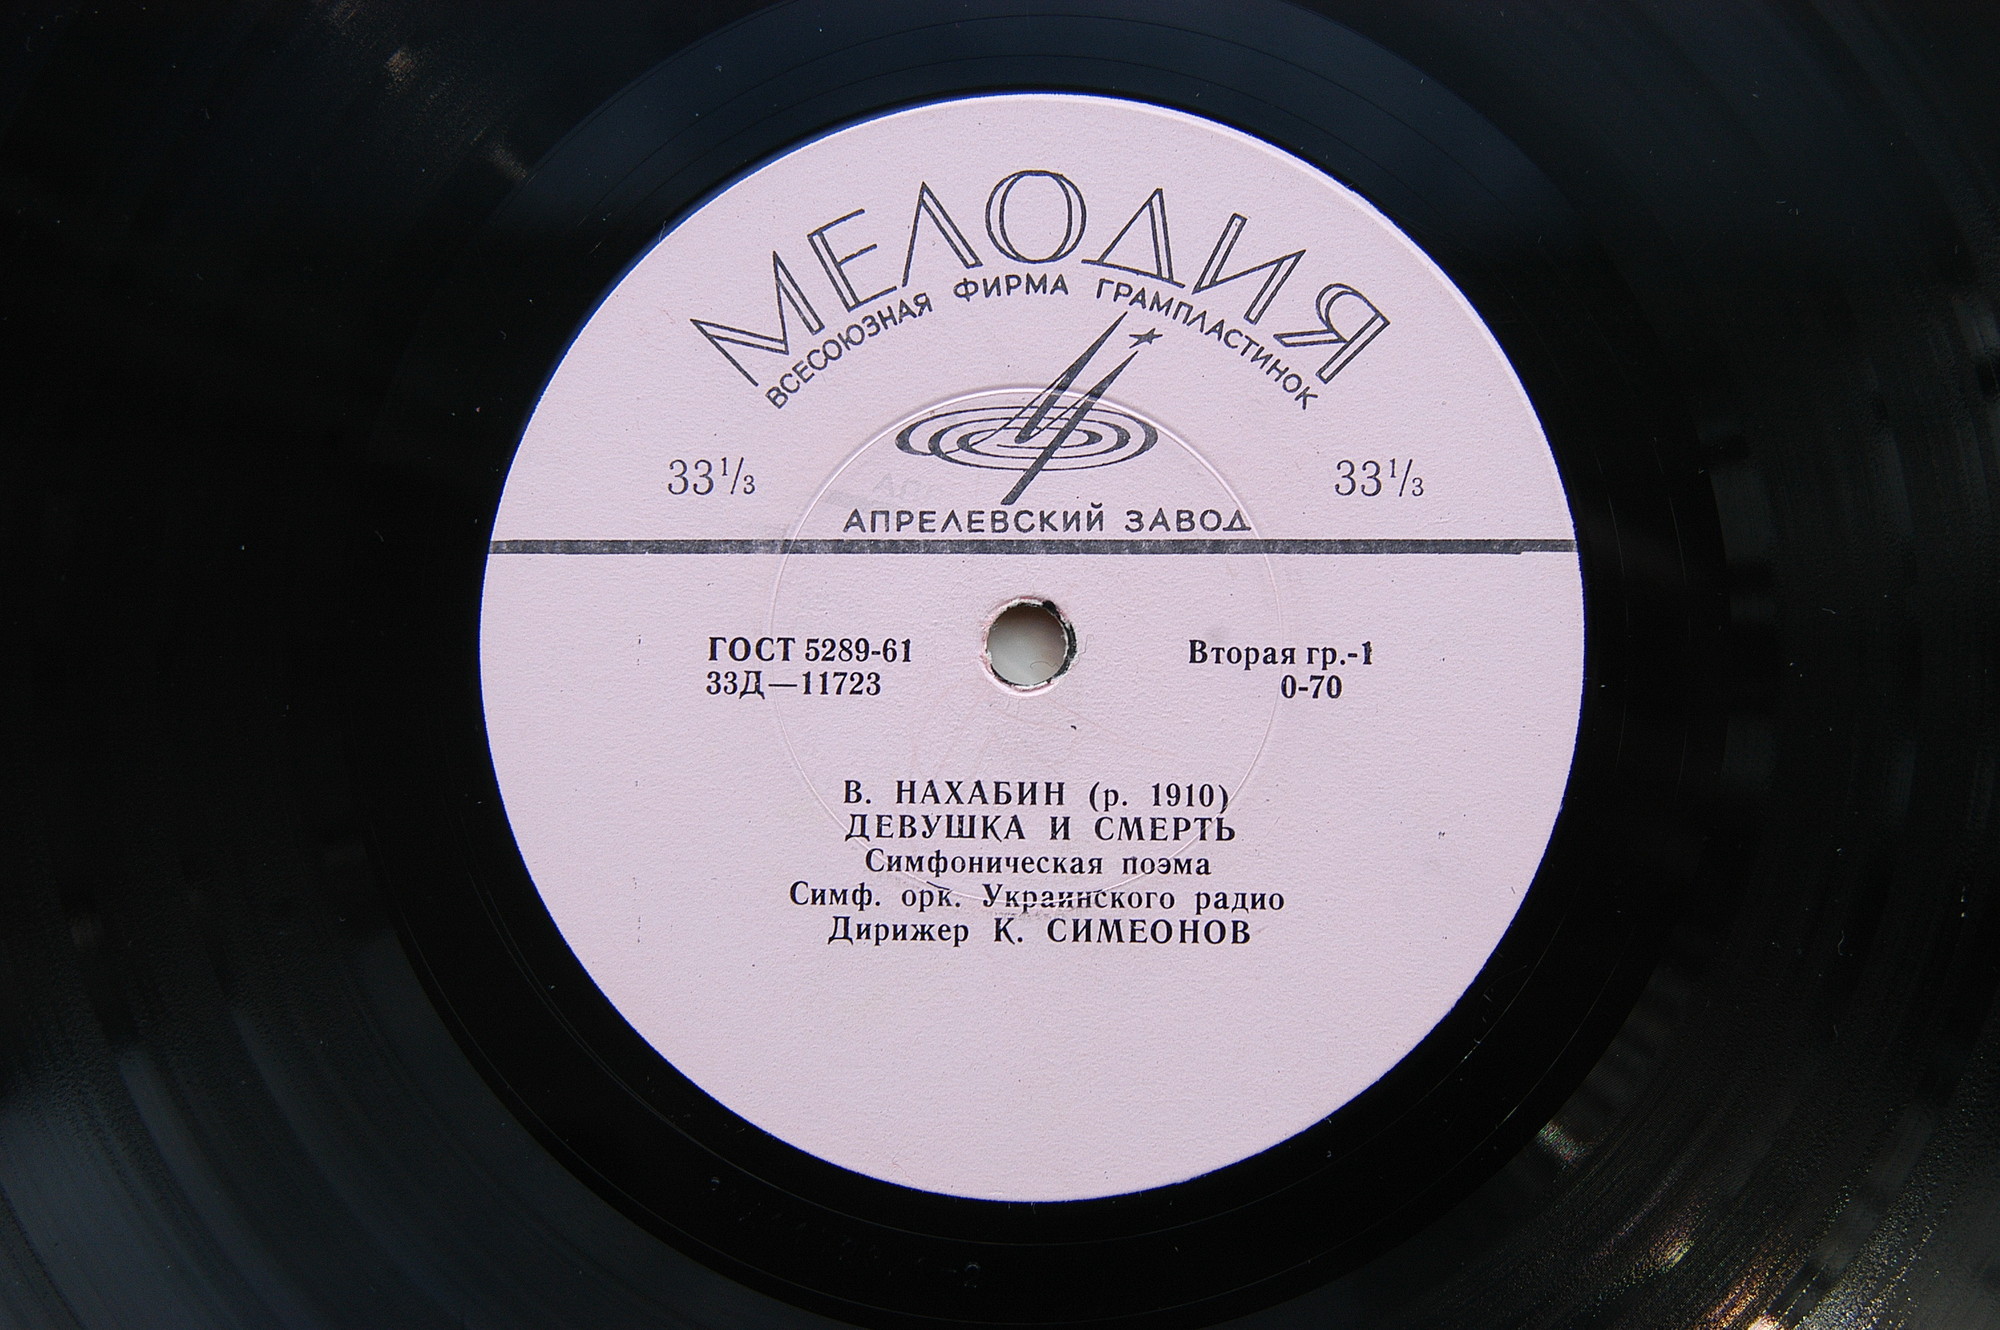 МЕЛОДИЯ
ВСЕСОЮЗНАЯ ФИРМА ГРАМПЛАСТИНОК
33⅓ 33⅓
АПРЕЛЕВСКИЙ ЗАВОД
ГОСТ 5289-61 Вторая гр.-1
33Д—11723 0-70
В. НАХАБИН (р. 1910)
ДЕВУШКА И СМЕРТЬ
Симфоническая поэма
Симф. орк. Украинского радио
Дирижер К. СИМЕОНОВ